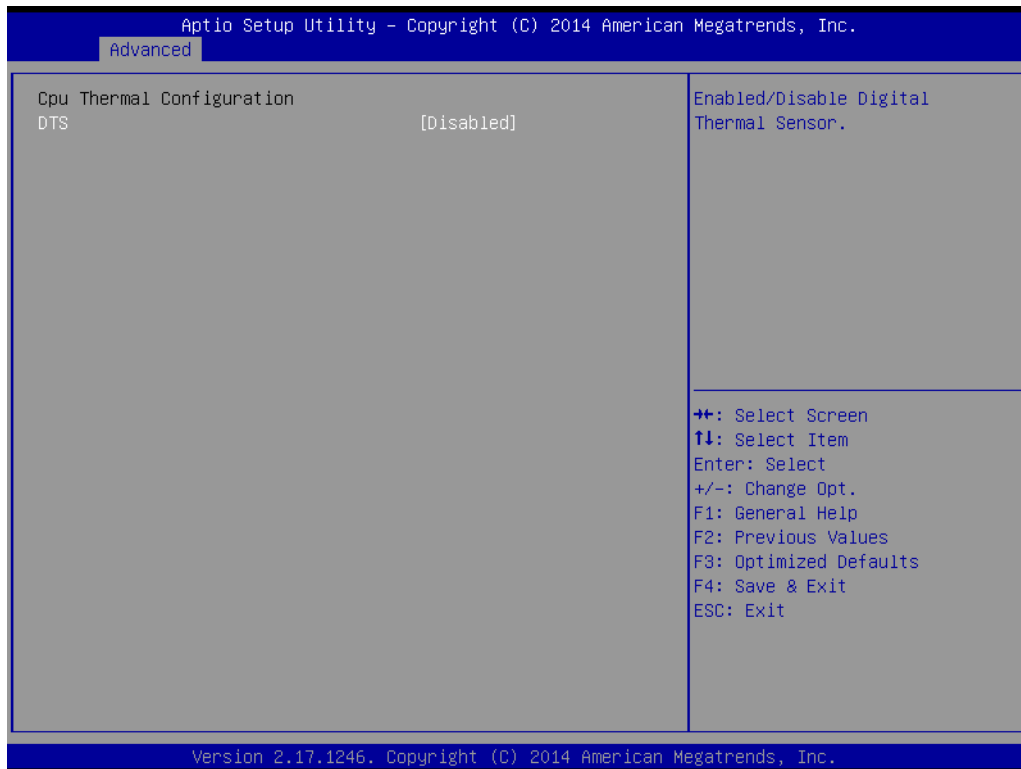 Aptio Setup Utility – Copyright (C) 2014 American Megatrends, Inc.
Advanced
Cpu Thermal Configuration
DTS [Disabled]
Enabled/Disable Digital
Thermal Sensor.
→←: Select Screen
↑↓: Select Item
Enter: Select
+/-: Change Opt.
F1: General Help
F2: Previous Values
F3: Optimized Defaults
F4: Save & Exit
ESC: Exit
Version 2.17.1246. Copyright (C) 2014 American Megatrends, Inc.